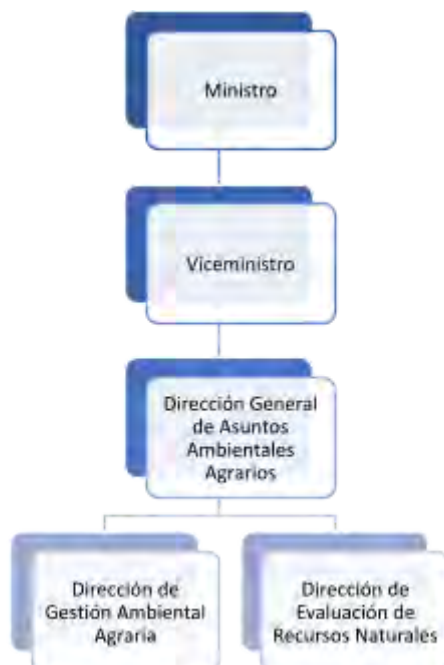 Ministro
Viceministro
Dirección General
de Asuntos
Ambientales
Agrarios
Dirección de
Gestión Ambiental
Agraria
Dirección de
Evaluación de
Recursos Naturales